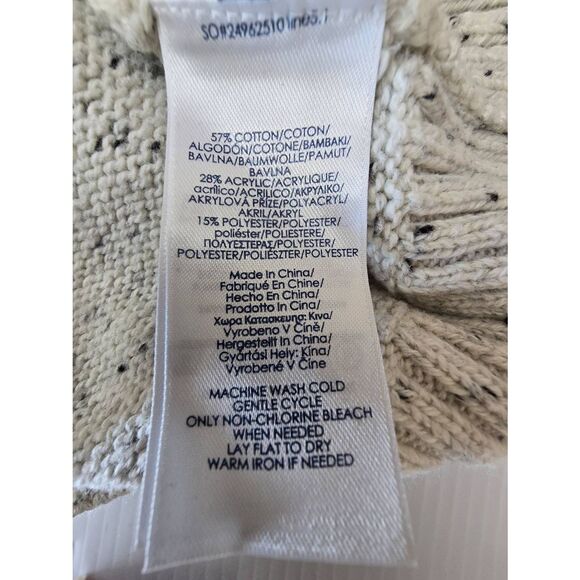 57% COTTON/COTON/
ALGODÓN/COTONE/BAMBAKI/
BAVLNA/BAUMWOLLE/PAMUT/
BAVLNA
28% ACRYLIC/ACRYLIQUE/
acrílico/ACRILICO/ΑΚΡΥΛΙΚΟ/
AKRYLOVÁ PŘÍZE/POLYACRYL/
AKRIL/AKRYL
15% POLYESTER/POLYESTER/
poliéster/POLIESTERE/
ΠΟΛΥΕΣΤΕΡΑΣ/POLYESTER/
POLYESTER/POLIÉSZTER/POLYESTER
Made In China/
Fabriqué En Chine/
Hecho En China/
Prodotto In Cina/
Χωρα Κατασκευης: Κινα/
Vyrobeno V Číně/
Hergestellt In China/
Gyártási Hely: Kína/
Vyrobené V Číne
MACHINE WASH COLD
GENTLE CYCLE
ONLY NON-CHLORINE BLEACH
WHEN NEEDED
LAY FLAT TO DRY
WARM IRON IF NEEDED